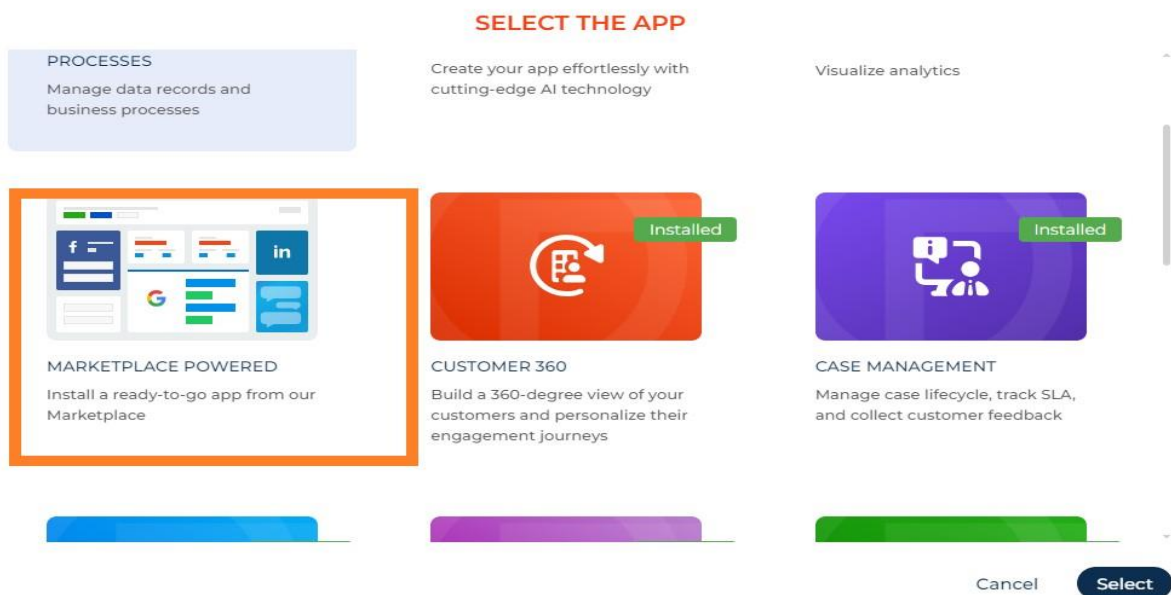 SELECT THE APP
PROCESSES
Manage data records and
business processes
Create your app effortlessly with
cutting-edge AI technology
Visualize analytics
f
in
G
MARKETPLACE POWERED
Install a ready-to-go app from our
Marketplace
Installed
CUSTOMER 360
Build a 360-degree view of your
customers and personalize their
engagement journeys
Installed
CASE MANAGEMENT
Manage case lifecycle, track SLA,
and collect customer feedback
Cancel
Select